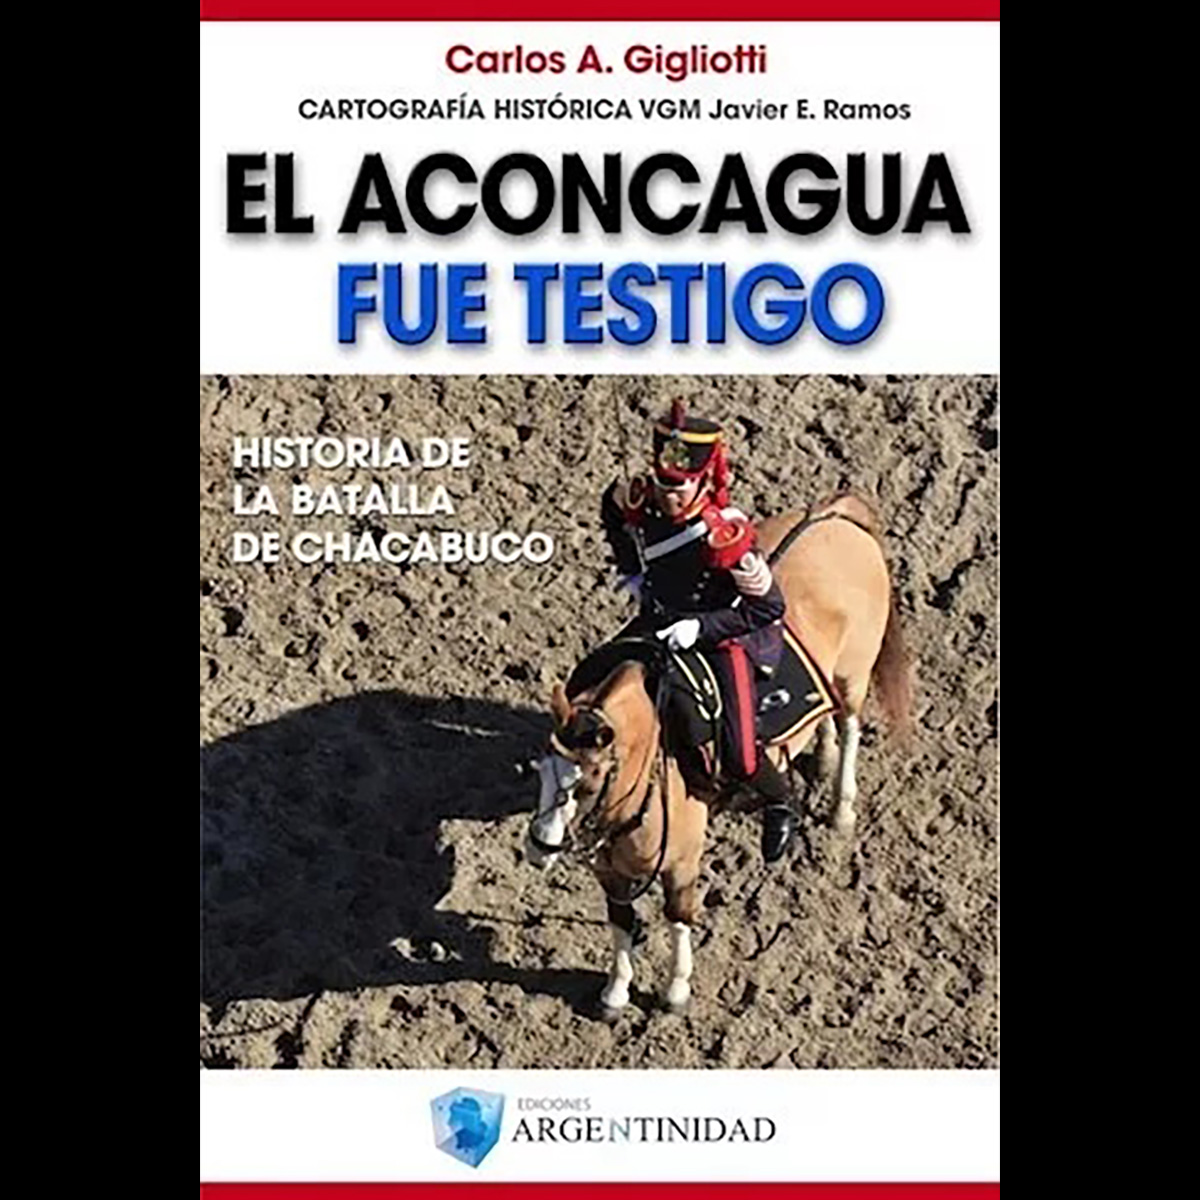 Carlos A. Gigliotti
CARTOGRAFÍA HISTÓRICA VGM Javier E. Ramos
EL ACONCAGUA
FUE TESTIGO
HISTORIA DE
LA BATALLA
DE CHACABUCO
EDICIONES
ARGENTINIDAD